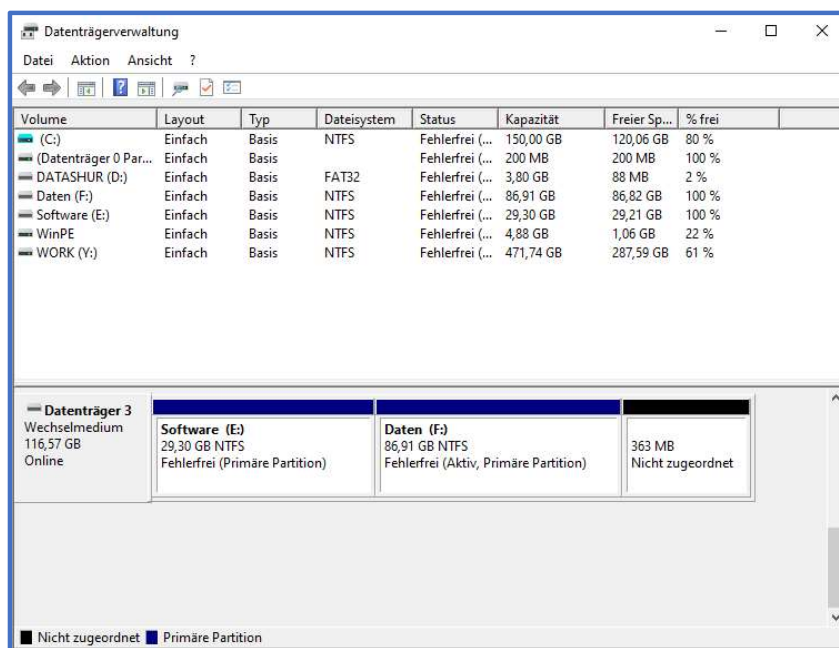 Datenträgerverwaltung
Datei Aktion Ansicht ?
Volume Layout Typ Dateisystem Status Kapazität Freier Sp... % frei
(C:) Einfach Basis NTFS Fehlerfrei (... 150,00 GB 120,06 GB 80 %
(Datenträger 0 Par... Einfach Basis Fehlerfrei (... 200 MB 200 MB 100 %
DATASHUR (D:) Einfach Basis FAT32 Fehlerfrei (... 3,80 GB 88 MB 2 %
Daten (F:) Einfach Basis NTFS Fehlerfrei (... 86,91 GB 86,82 GB 100 %
Software (E:) Einfach Basis NTFS Fehlerfrei (... 29,30 GB 29,21 GB 100 %
WinPE Einfach Basis NTFS Fehlerfrei (... 4,88 GB 1,06 GB 22 %
WORK (Y:) Einfach Basis NTFS Fehlerfrei (... 471,74 GB 287,59 GB 61 %
Datenträger 3
Wechselmedium
116,57 GB
Online
Software (E:)
29,30 GB NTFS
Fehlerfrei (Primäre Partition)
Daten (F:)
86,91 GB NTFS
Fehlerfrei (Aktiv, Primäre Partition)
363 MB
Nicht zugeordnet
Nicht zugeordnet Primäre Partition